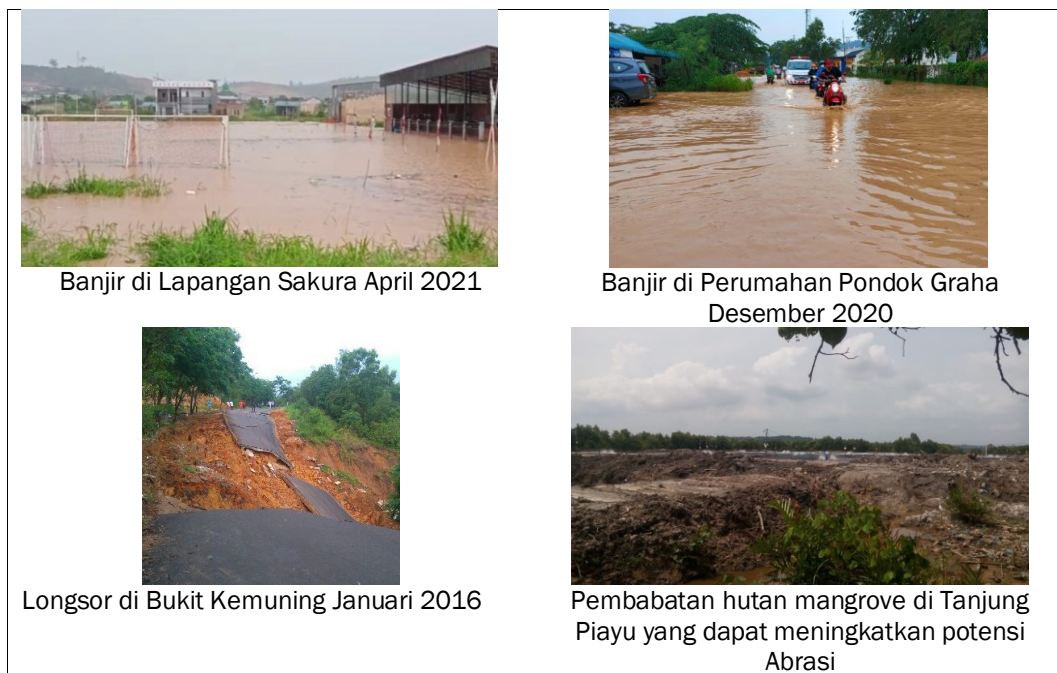 Banjir di Lapangan Sakura April 2021
Banjir di Perumahan Pondok Graha
Desember 2020
Longsor di Bukit Kemuning Januari 2016
Pembabatan hutan mangrove di Tanjung
Piayu yang dapat meningkatkan potensi
Abrasi